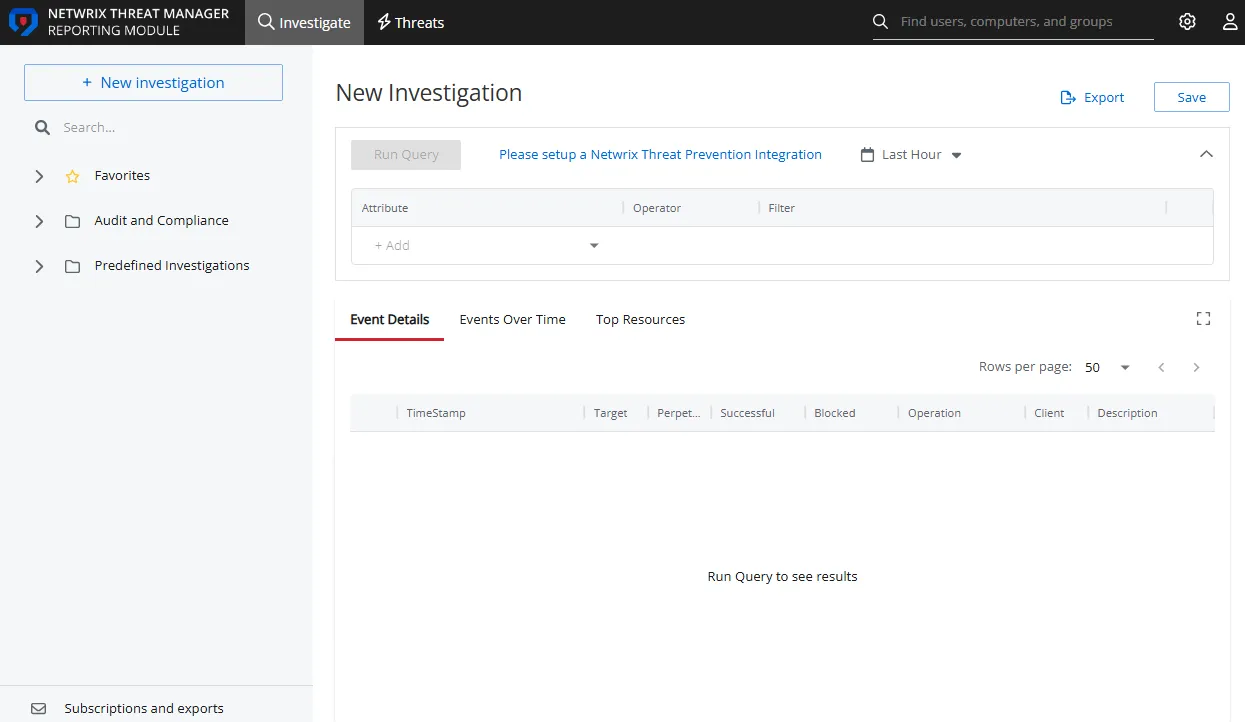 NETWRIX THREAT MANAGER
REPORTING MODULE
Investigate
Threats
Find users, computers, and groups
+ New investigation
Search...
Favorites
Audit and Compliance
Predefined Investigations
Subscriptions and exports
New Investigation
Export
Save
Run Query
Please setup a Netwrix Threat Prevention Integration
Last Hour
Attribute
Operator
Filter
+ Add
Event Details
Events Over Time
Top Resources
Rows per page: 50
TimeStamp
Target
Perpet...
Successful
Blocked
Operation
Client
Description
Run Query to see results